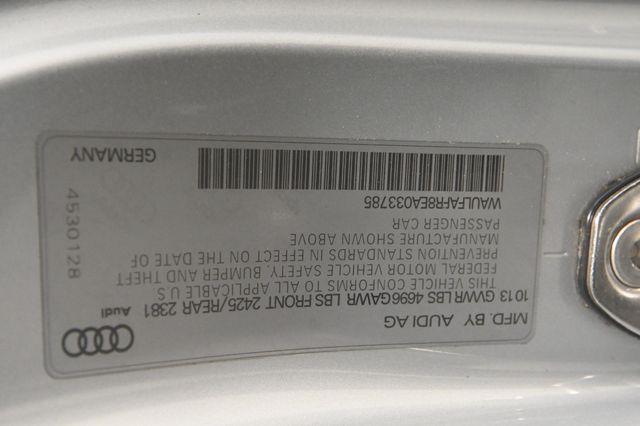 MFD. BY AUDI AG
1013 GVWR LBS 4696 GAWR LBS FRONT 2425/REAR 2381
THIS VEHICLE CONFORMS TO ALL APPLICABLE U.S
FEDERAL MOTOR VEHICLE SAFETY, BUMPER AND THEFT
PREVENTION STANDARDS IN EFFECT ON THE DATE OF
MANUFACTURE SHOWN ABOVE
PASSENGER CAR
WAULFAFR8EA033785
GERMANY
Audi
4530128